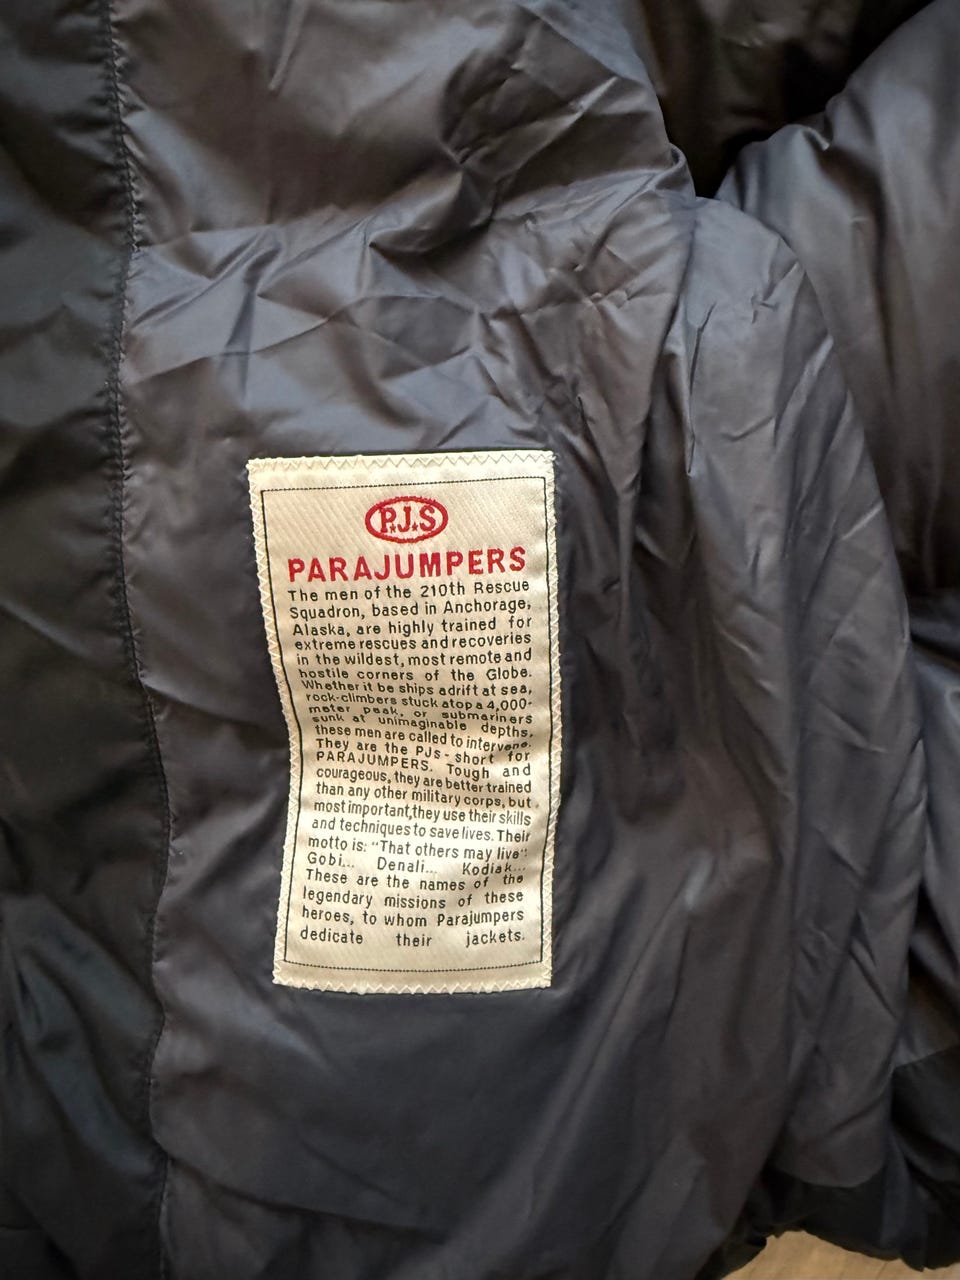 P.J.S
PARAJUMPERS
The men of the 210th Rescue
Squadron, based in Anchorage,
Alaska, are highly trained for
extreme rescues and recoveries
in the wildest, most remote and
hostile corners of the Globe.
Whether it be ships adrift at sea,
rock-climbers stuck atop a 4,000-
meter peak, or submariners
sunk at unimaginable depths,
these men are called to intervene.
They are the PJs - short for
PARAJUMPERS. Tough and
courageous, they are better trained
than any other military corps, but,
most important,they use their skills
and techniques to save lives. Their
motto is: "That others may live":
Gobi... Denali... Kodiak...
These are the names of the
legendary missions of these
heroes, to whom Parajumpers
dedicate their jackets.